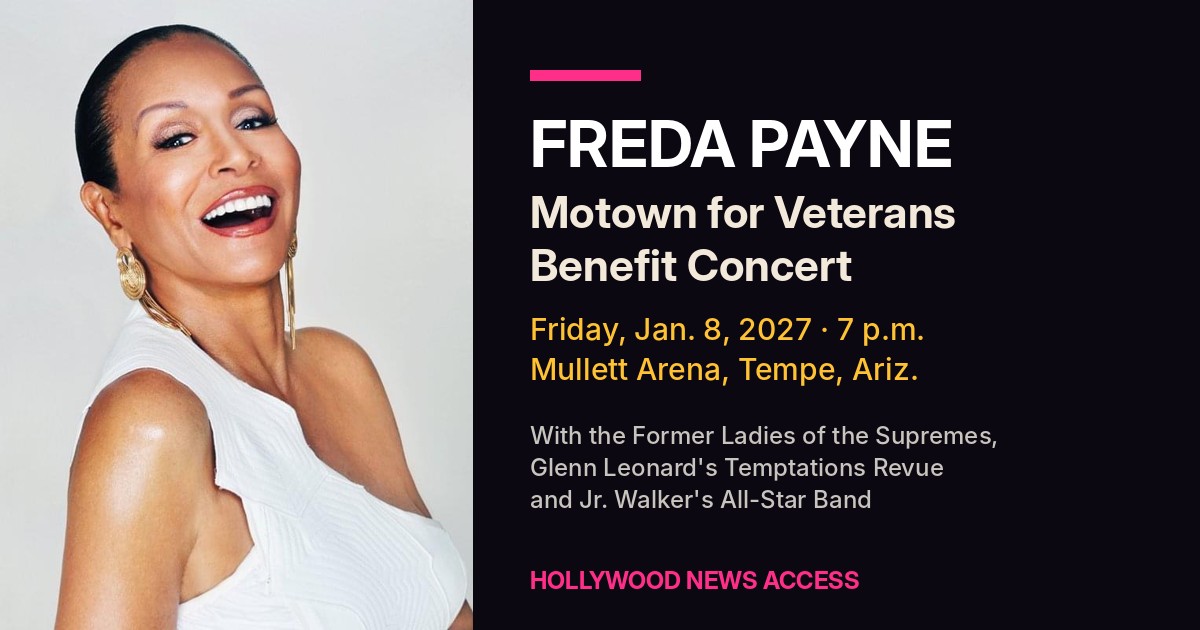 FREDA PAYNE
Motown for Veterans
Benefit Concert
Friday, Jan. 8, 2027 · 7 p.m.
Mullett Arena, Tempe, Ariz.
With the Former Ladies of the Supremes,
Glenn Leonard's Temptations Revue
and Jr. Walker's All-Star Band
HOLLYWOOD NEWS ACCESS